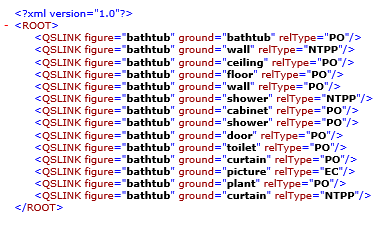 <?xml version="1.0"?>
- <ROOT>
<QSLINK figure="bathtub" ground="bathtub" relType="PO"/>
<QSLINK figure="bathtub" ground="wall" relType="NTPP"/>
<QSLINK figure="bathtub" ground="ceiling" relType="PO"/>
<QSLINK figure="bathtub" ground="floor" relType="PO"/>
<QSLINK figure="bathtub" ground="wall" relType="PO"/>
<QSLINK figure="bathtub" ground="shower" relType="NTPP"/>
<QSLINK figure="bathtub" ground="cabinet" relType="PO"/>
<QSLINK figure="bathtub" ground="shower" relType="PO"/>
<QSLINK figure="bathtub" ground="door" relType="PO"/>
<QSLINK figure="bathtub" ground="toilet" relType="PO"/>
<QSLINK figure="bathtub" ground="curtain" relType="PO"/>
<QSLINK figure="bathtub" ground="picture" relType="EC"/>
<QSLINK figure="bathtub" ground="plant" relType="PO"/>
<QSLINK figure="bathtub" ground="curtain" relType="NTPP"/>
</ROOT>